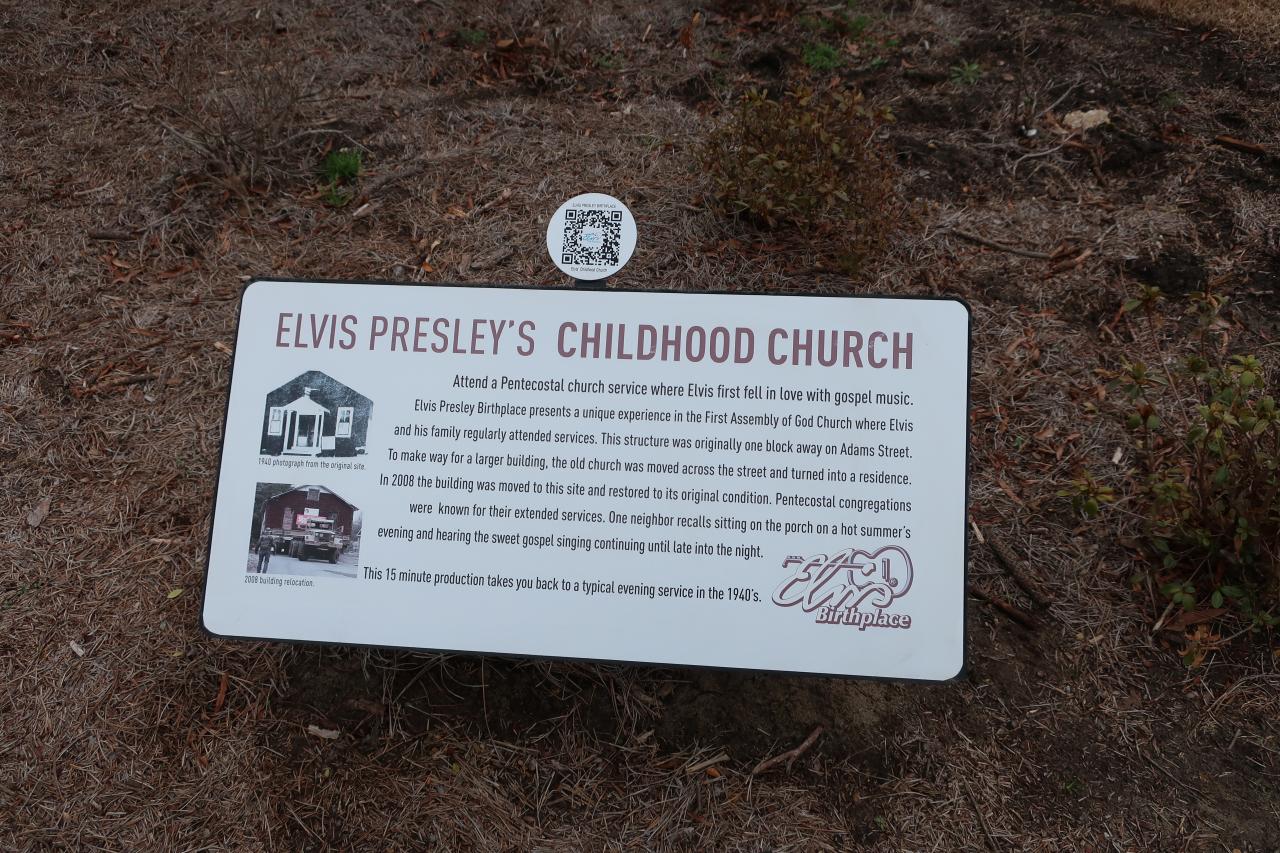 ELVIS PRESLEY BIRTHPLACE
Elvis' Childhood Church
ELVIS PRESLEY'S CHILDHOOD CHURCH
Attend a Pentecostal church service where Elvis first fell in love with gospel music.
Elvis Presley Birthplace presents a unique experience in the First Assembly of God Church where Elvis
and his family regularly attended services. This structure was originally one block away on Adams Street.
To make way for a larger building, the old church was moved across the street and turned into a residence.
In 2008 the building was moved to this site and restored to its original condition. Pentecostal congregations
were known for their extended services. One neighbor recalls sitting on the porch on a hot summer's
evening and hearing the sweet gospel singing continuing until late into the night.
This 15 minute production takes you back to a typical evening service in the 1940's.
1940 photograph from the original site.
2008 building relocation.
Elvis
Birthplace